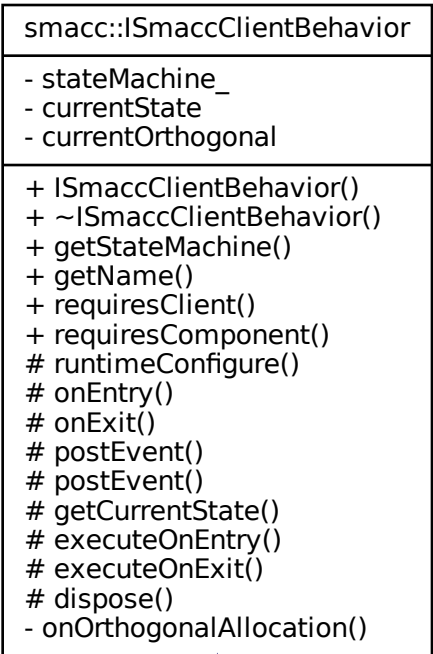 smacc::ISmaccClientBehavior
- stateMachine_
- currentState
- currentOrthogonal
+ ISmaccClientBehavior()
+ ~ISmaccClientBehavior()
+ getStateMachine()
+ getName()
+ requiresClient()
+ requiresComponent()
# runtimeConfigure()
# onEntry()
# onExit()
# postEvent()
# postEvent()
# getCurrentState()
# executeOnEntry()
# executeOnExit()
# dispose()
- onOrthogonalAllocation()